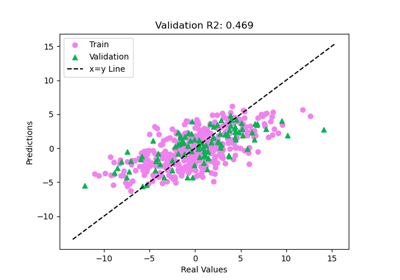 Validation R2: 0.469
Train
Validation
x=y Line
15
10
5
0
−5
−10
Predictions
−10
−5
0
5
10
15
Real Values